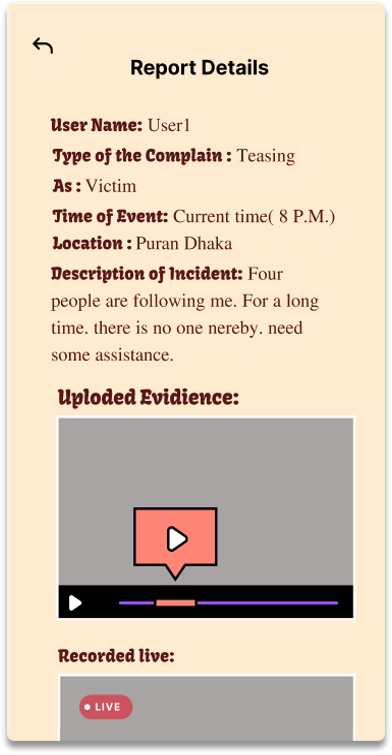 Report Details
User Name: User1
Type of the Complain : Teasing
As : Victim
Time of Event: Current time( 8 P.M.)
Location : Puran Dhaka
Description of Incident: Four
people are following me. For a long
time. there is no one nereby. need
some assistance.
Uploded Evidience:
Recorded live:
LIVE